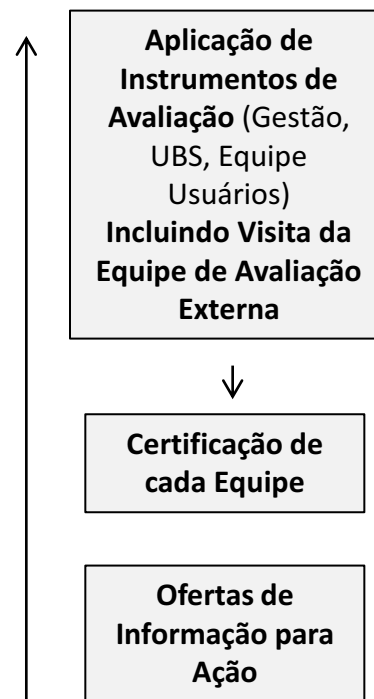 Aplicação de
Instrumentos de
Avaliação (Gestão,
UBS, Equipe
Usuários)
Incluindo Visita da
Equipe de Avaliação
Externa
Certificação de
cada Equipe
Ofertas de
Informação para
Ação